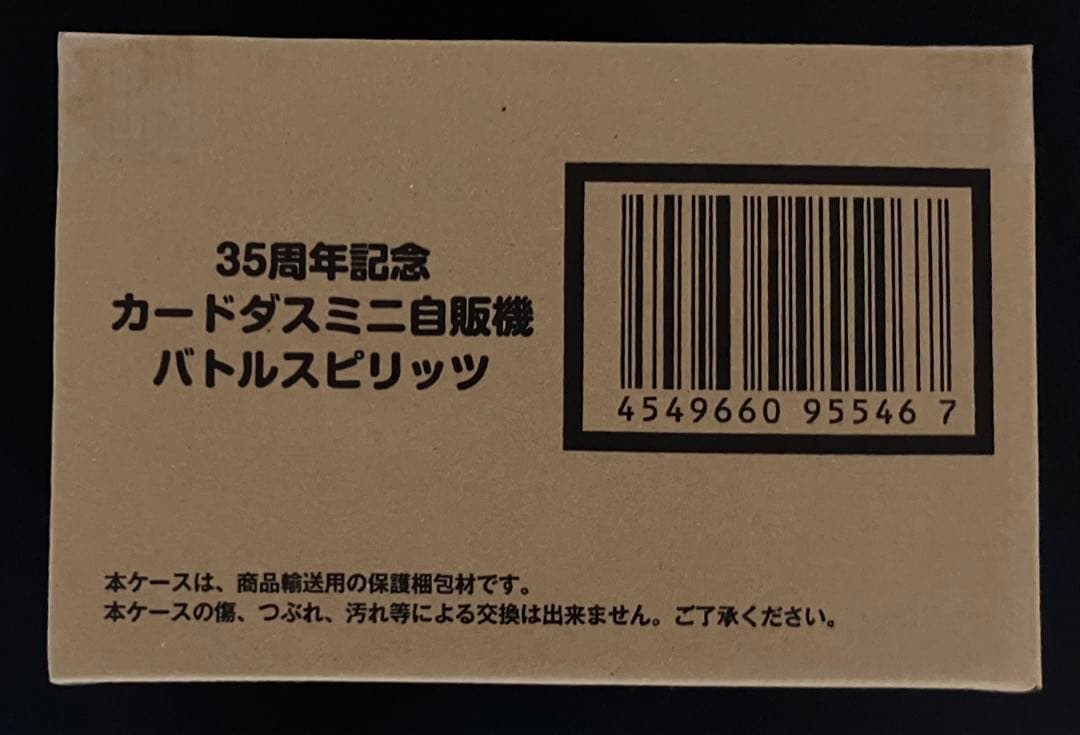 35周年記念
カードダスミニ自販機
バトルスピリッツ
4549660 95546 7
本ケースは、商品輸送用の保護梱包材です。
本ケースの傷、つぶれ、汚れ等による交換は出来ません。ご了承ください。